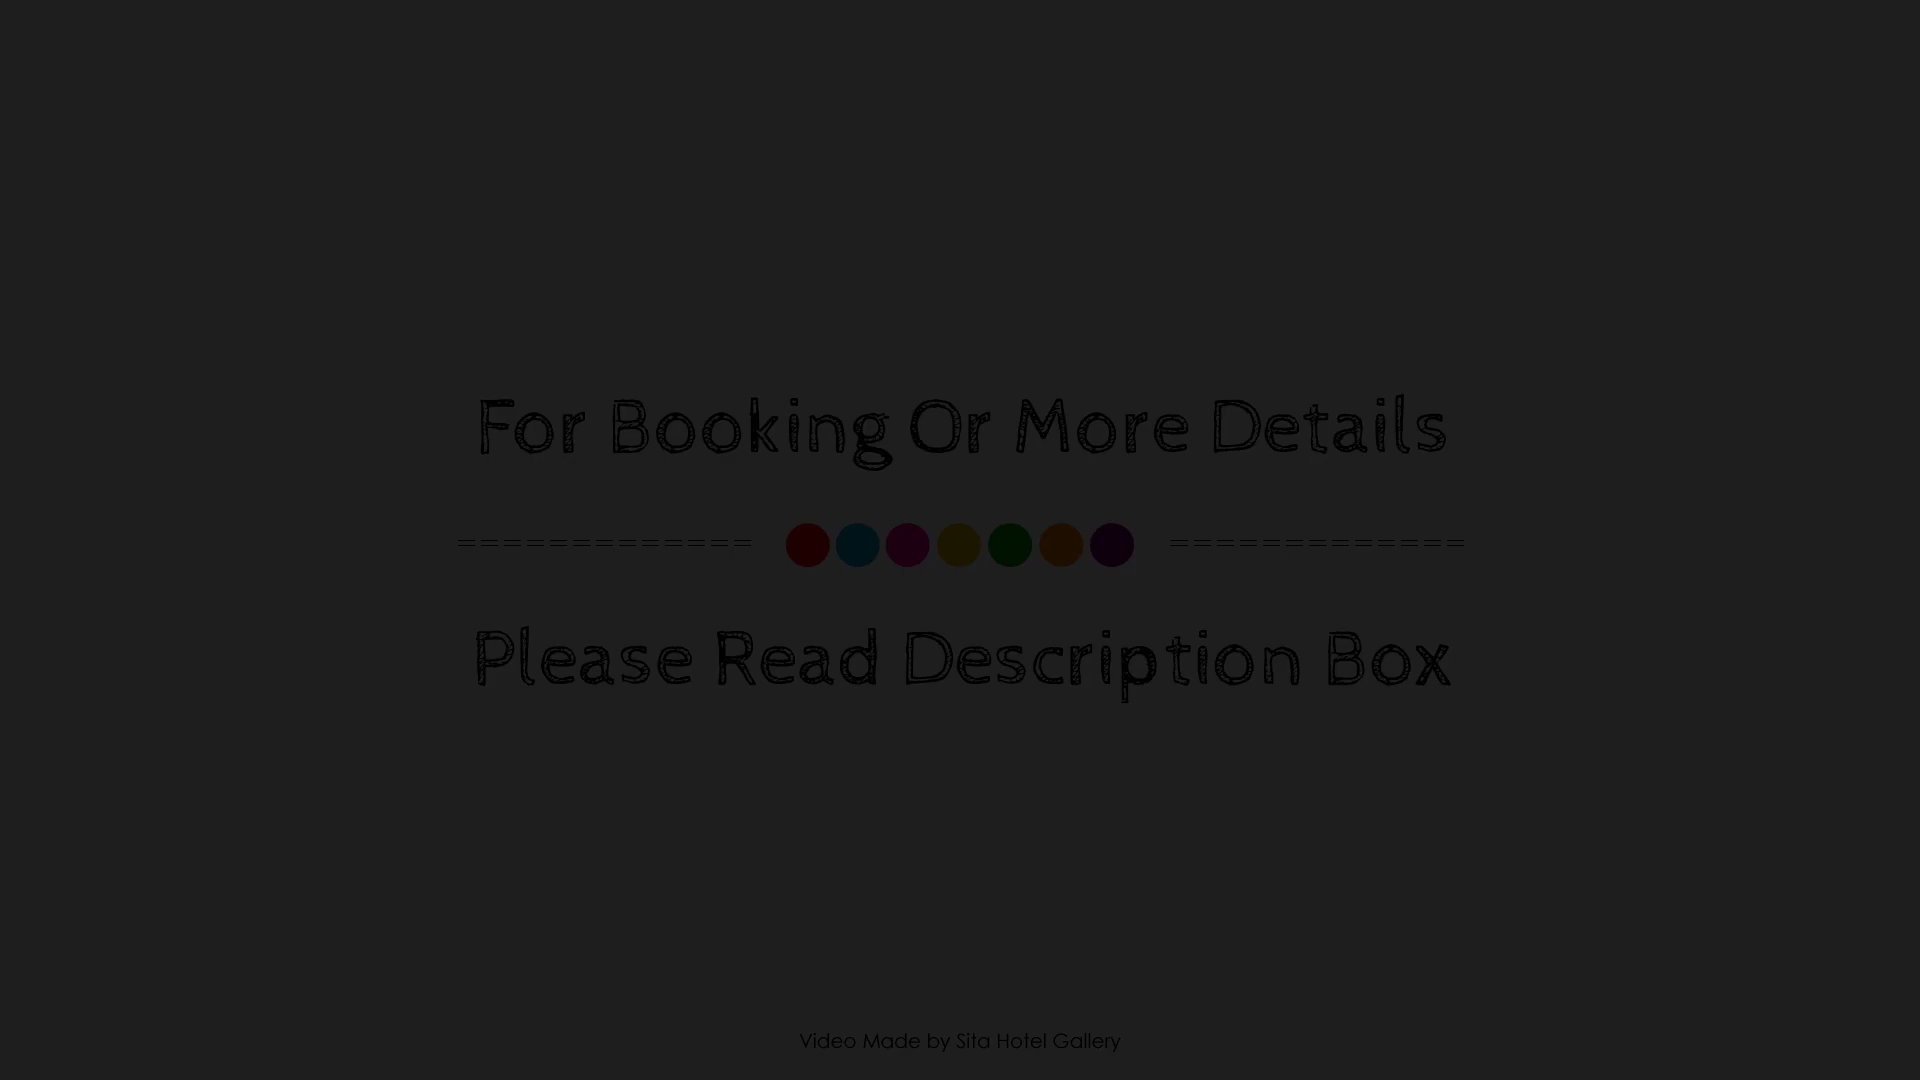 For Booking Or More Details
============= =============
Please Read Description Box
Video Made by Sita Hotel Gallery